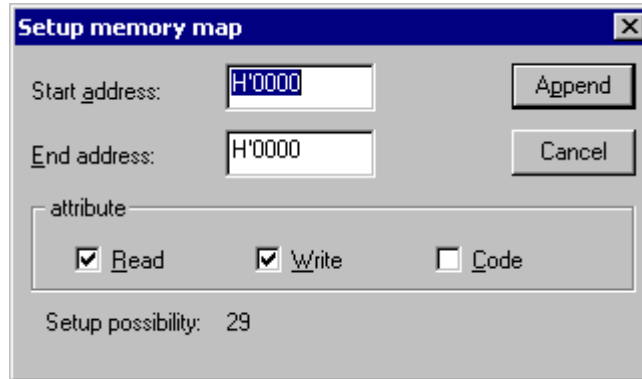 Setup memory map
Start address: H'0000 Append
End address: H'0000 Cancel
attribute
Read Write Code
Setup possibility: 29